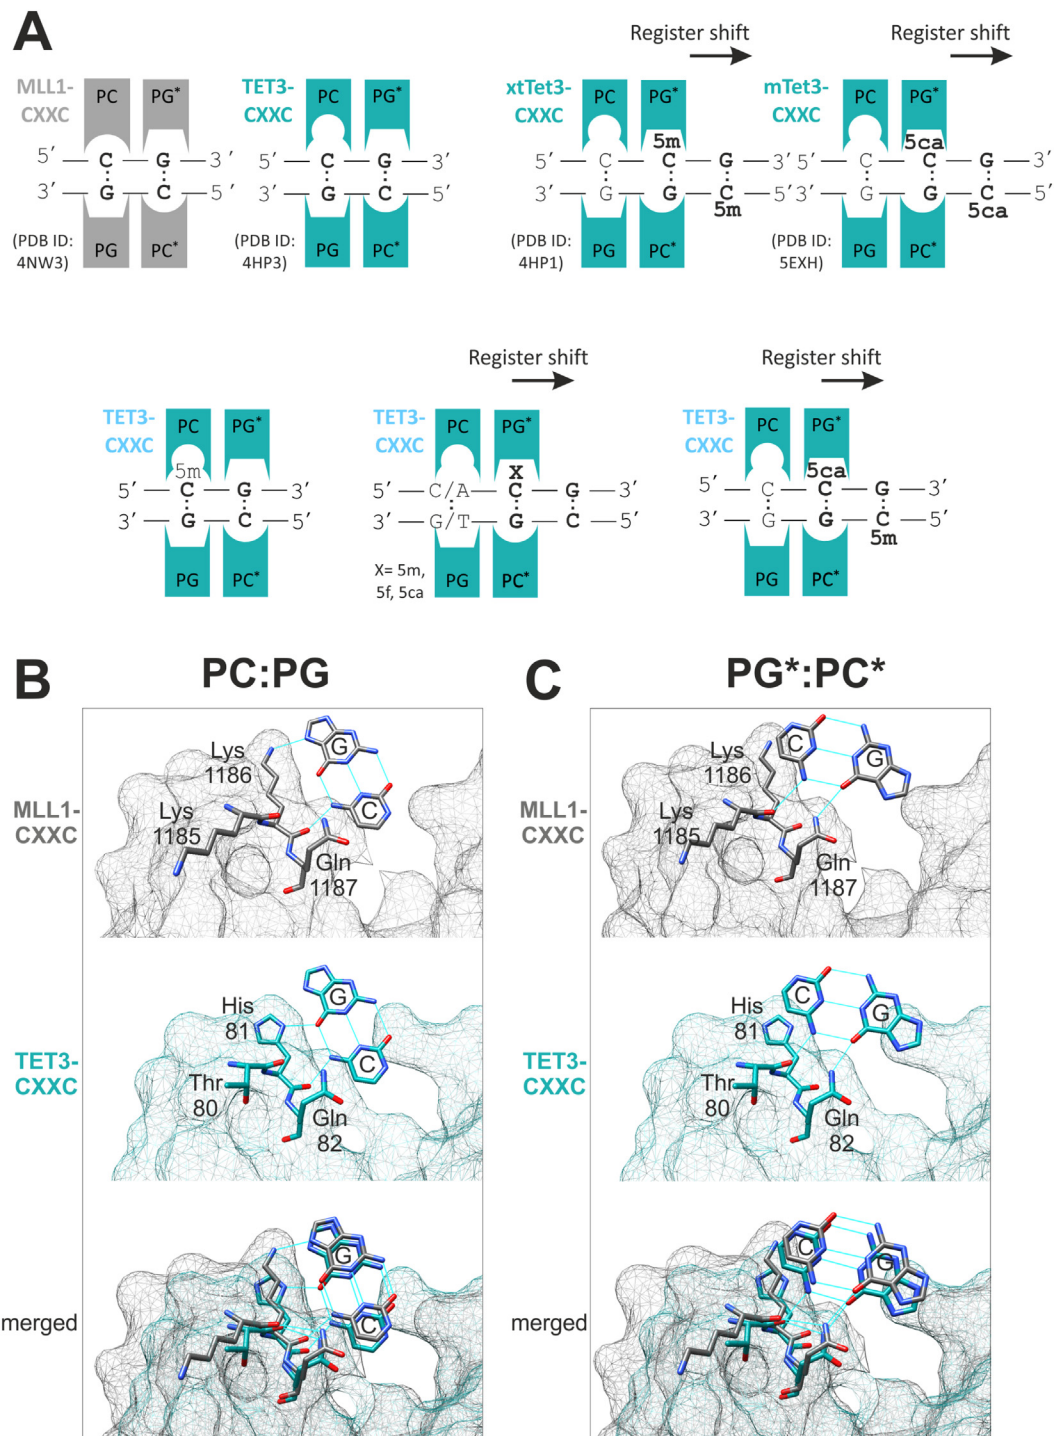 A
Register shift
Register shift
MLL1-
CXXC
PC
PG*
5′
C
G
3′
3′
G
C
5′
(PDB ID:
4NW3)
PG
PC*
TET3-
CXXC
PC
PG*
5′
C
G
3′
3′
G
C
5′
(PDB ID:
4HP3)
PG
PC*
xtTet3-
CXXC
PC
PG*
5m
5′
C
C
G
3′
3′
G
G
C
5′
5m
(PDB ID:
4HP1)
PG
PC*
mTet3-
CXXC
PC
PG*
5ca
5′
C
C
G
3′
3′
G
G
C
5′
5ca
(PDB ID:
5EXH)
PG
PC*
Register shift
Register shift
TET3-
CXXC
PC
PG*
5m
5′
C
G
3′
3′
G
C
5′
PG
PC*
TET3-
CXXC
PC
PG*
X
5′
C/A
C
G
3′
3′
G/T
G
C
5′
X= 5m,
5f, 5ca
PG
PC*
TET3-
CXXC
PC
PG*
5ca
5′
C
C
G
3′
3′
G
G
C
5′
5m
PG
PC*
B
PC:PG
MLL1-
CXXC
Lys
1186
Lys
1185
Gln
1187
G
C
TET3-
CXXC
His
81
Thr
80
Gln
82
G
C
merged
G
C
C
PG*:PC*
MLL1-
CXXC
Lys
1186
Lys
1185
Gln
1187
C
G
TET3-
CXXC
His
81
Thr
80
Gln
82
C
G
merged
C
G